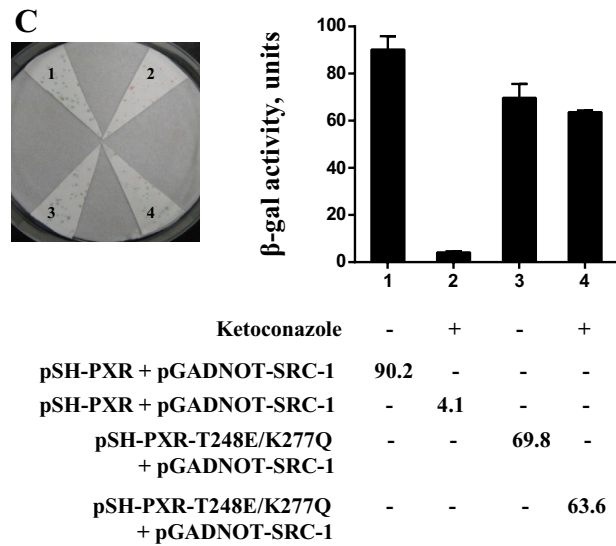 C
1
2
3
4
β-gal activity, units
100
80
60
40
20
0
1 2 3 4
Ketoconazole - + - +
pSH-PXR + pGADNOT-SRC-1 90.2 - - -
pSH-PXR + pGADNOT-SRC-1 - 4.1 - -
pSH-PXR-T248E/K277Q - - 69.8 -
+ pGADNOT-SRC-1
pSH-PXR-T248E/K277Q - - - 63.6
+ pGADNOT-SRC-1